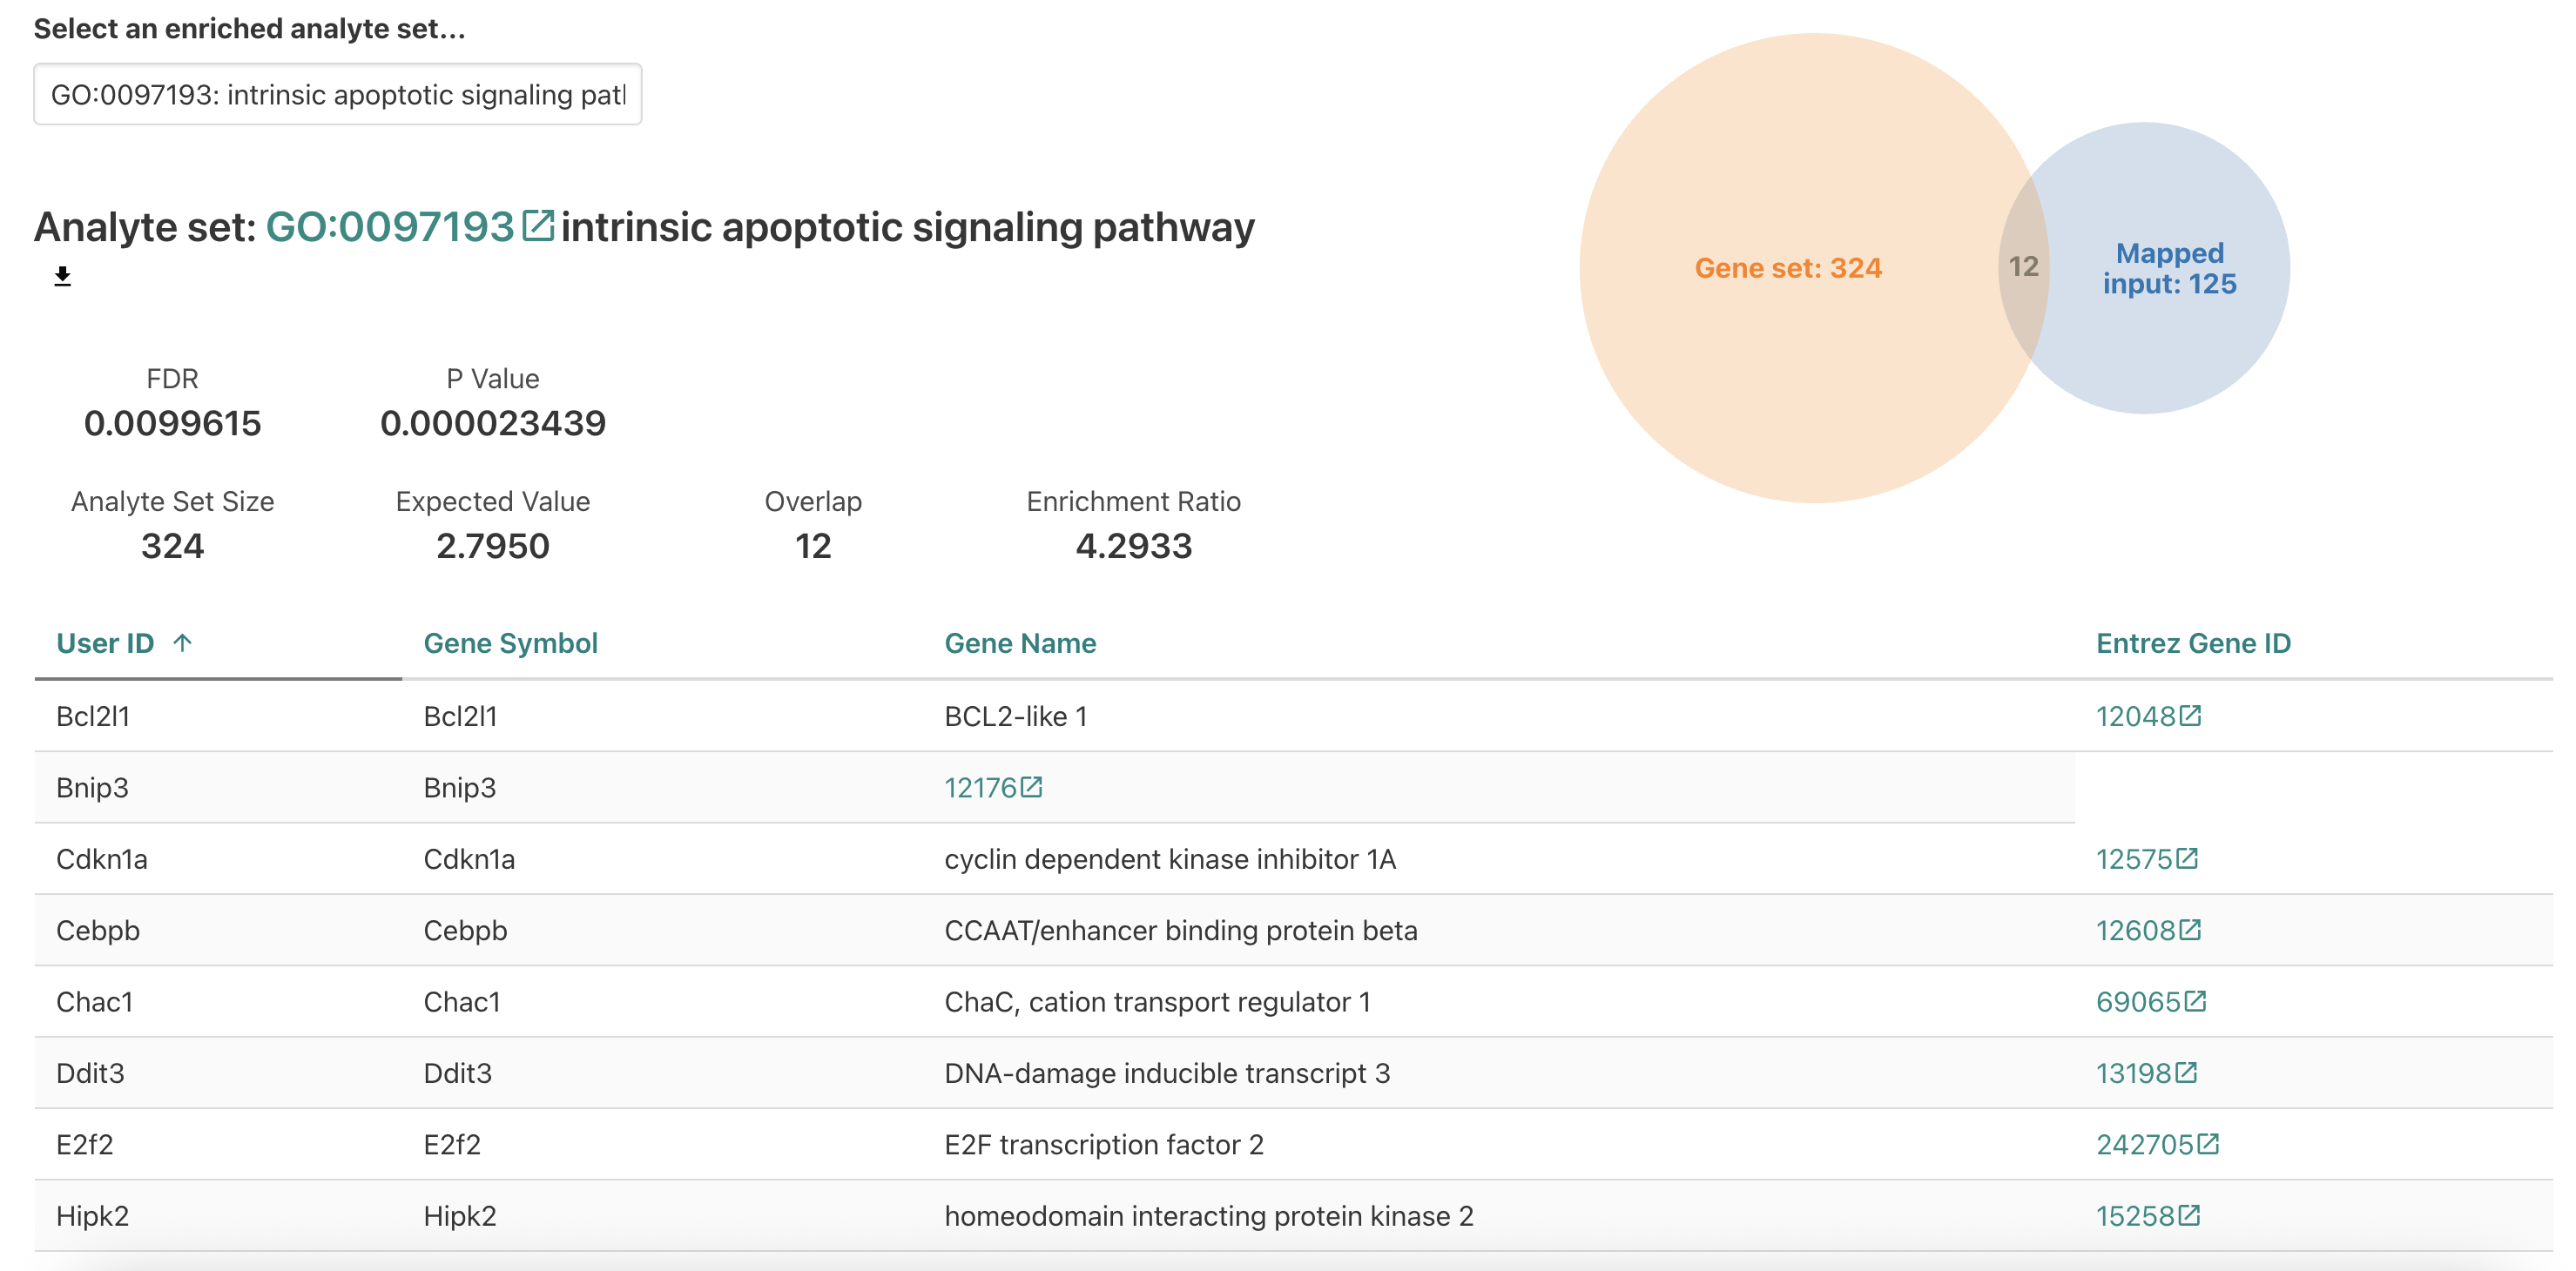 Select an enriched analyte set...
GO:0097193: intrinsic apoptotic signaling path
Analyte set: GO:0097193 intrinsic apoptotic signaling pathway
Gene set: 324
12
Mapped
input: 125
FDR
0.0099615
P Value
0.000023439
Analyte Set Size
324
Expected Value
2.7950
Overlap
12
Enrichment Ratio
4.2933
User ID Gene Symbol Gene Name Entrez Gene ID
Bcl2l1 Bcl2l1 BCL2-like 1 12048
Bnip3 Bnip3 12176
Cdkn1a Cdkn1a cyclin dependent kinase inhibitor 1A 12575
Cebpb Cebpb CCAAT/enhancer binding protein beta 12608
Chac1 Chac1 ChaC, cation transport regulator 1 69065
Ddit3 Ddit3 DNA-damage inducible transcript 3 13198
E2f2 E2f2 E2F transcription factor 2 242705
Hipk2 Hipk2 homeodomain interacting protein kinase 2 15258